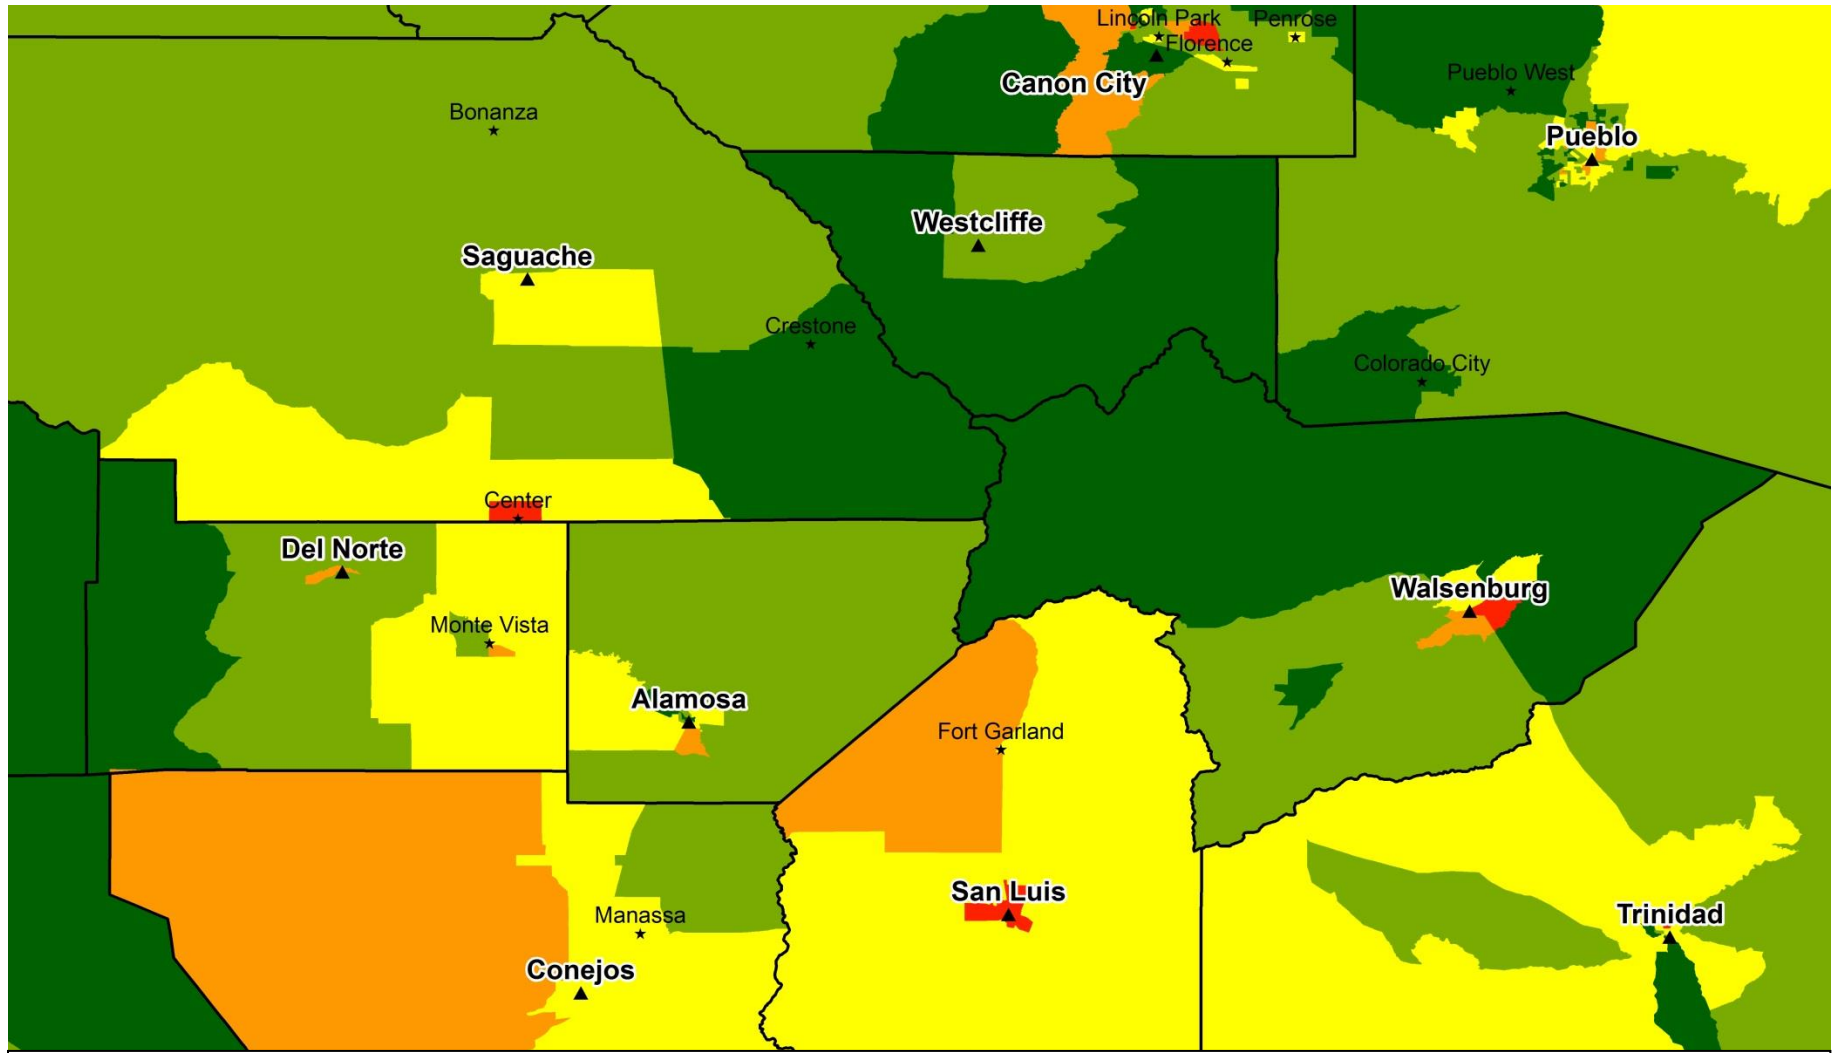 Lincoln Park
Penrose
Florence
Canon City
Pueblo West
Bonanza
Pueblo
Westcliffe
Saguache
Crestone
Colorado City
Center
Del Norte
Walsenburg
Monte Vista
Alamosa
Fort Garland
San Luis
Manassa
Trinidad
Conejos